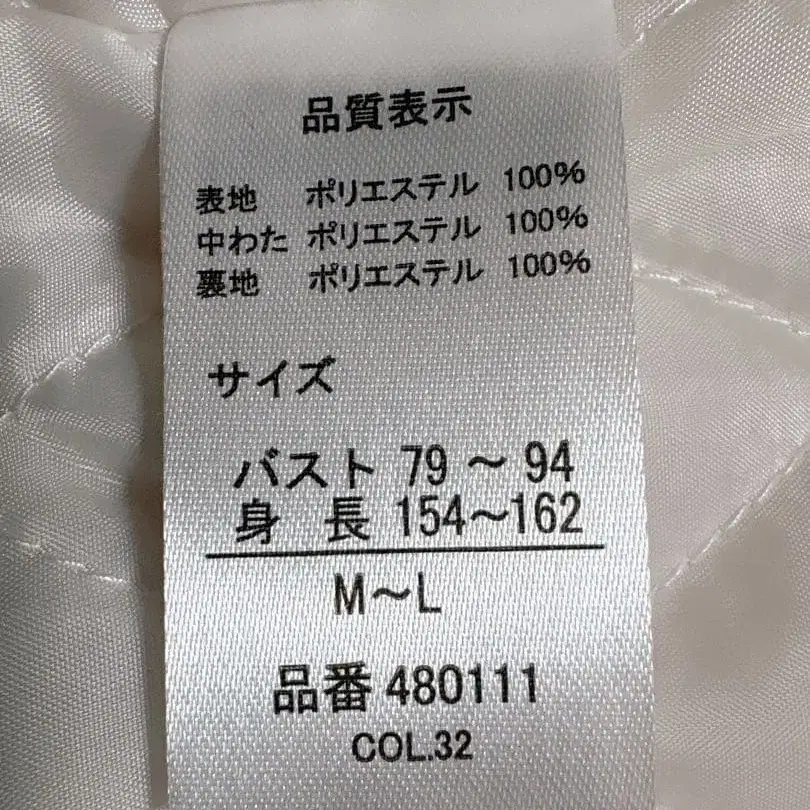 品質表示
表地 ポリエステル 100%
中わた ポリエステル 100%
裏地 ポリエステル 100%
サイズ
バスト 79 ～ 94
身 長 154～162
M～L
品番 480111
COL.32